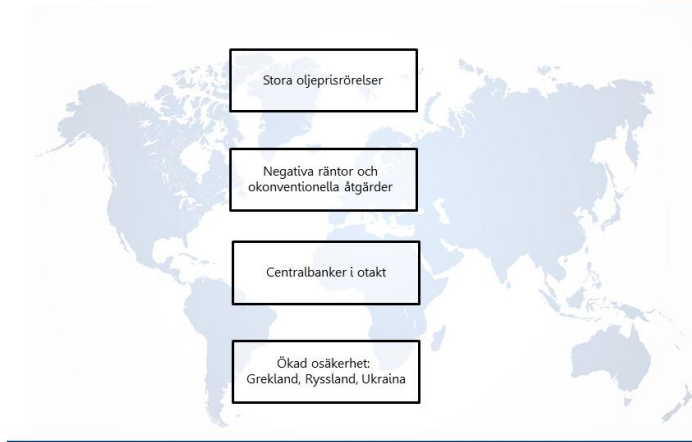 Stora oljeprisrörelser
Negativa räntor och
okonventionella åtgärder
Centralbanker i otakt
Ökad osäkerhet:
Grekland, Ryssland, Ukraina